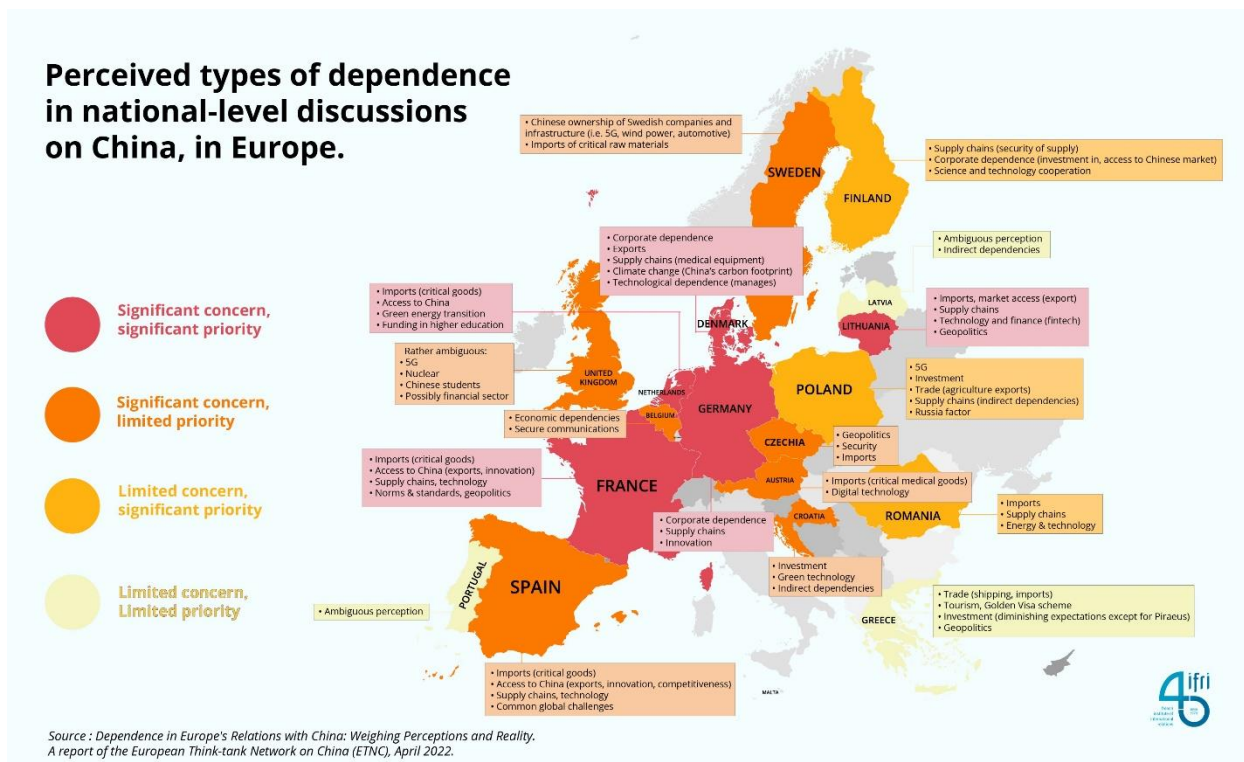 Perceived types of dependence
in national-level discussions
on China, in Europe.
Significant concern,
significant priority
Significant concern,
limited priority
Limited concern,
significant priority
Limited concern,
Limited priority
• Chinese ownership of Swedish companies and
infrastructure (i.e. 5G, wind power, automotive)
• Imports of critical raw materials
SWEDEN
FINLAND
• Supply chains (security of supply)
• Corporate dependence (investment in, access to Chinese market)
• Science and technology cooperation
• Corporate dependence
• Exports
• Supply chains (medical equipment)
• Climate change (China's carbon footprint)
• Technological dependence (manages)
DENMARK
• Ambiguous perception
• Indirect dependencies
LATVIA
LITHUANIA
• Imports, market access (export)
• Supply chains
• Technology and finance (fintech)
• Geopolitics
• Imports (critical goods)
• Access to China
• Green energy transition
• Funding in higher education
NETHERLANDS
Rather ambiguous:
• 5G
• Nuclear
• Chinese students
• Possibly financial sector
UNITED
KINGDOM
POLAND
• 5G
• Investment
• Trade (agriculture exports)
• Supply chains (indirect dependencies)
• Russia factor
GERMANY
• Economic dependencies
• Secure communications
BELGIUM
CZECHIA
• Geopolitics
• Security
• Imports
• Imports (critical goods)
• Access to China (exports, innovation)
• Supply chains, technology
• Norms & standards, geopolitics
FRANCE
AUSTRIA
• Imports (critical medical goods)
• Digital technology
• Corporate dependence
• Supply chains
• Innovation
CROATIA
ROMANIA
• Imports
• Supply chains
• Energy & technology
• Investment
• Green technology
• Indirect dependencies
PORTUGAL
SPAIN
• Ambiguous perception
GREECE
• Trade (shipping, imports)
• Tourism, Golden Visa scheme
• Investment (diminishing expectations except for Piraeus)
• Geopolitics
• Imports (critical goods)
• Access to China (exports, innovation, competitiveness)
• Supply chains, technology
• Common global challenges
MALTA
ifri
45
Source : Dependence in Europe's Relations with China: Weighing Perceptions and Reality.
A report of the European Think-tank Network on China (ETNC), April 2022.